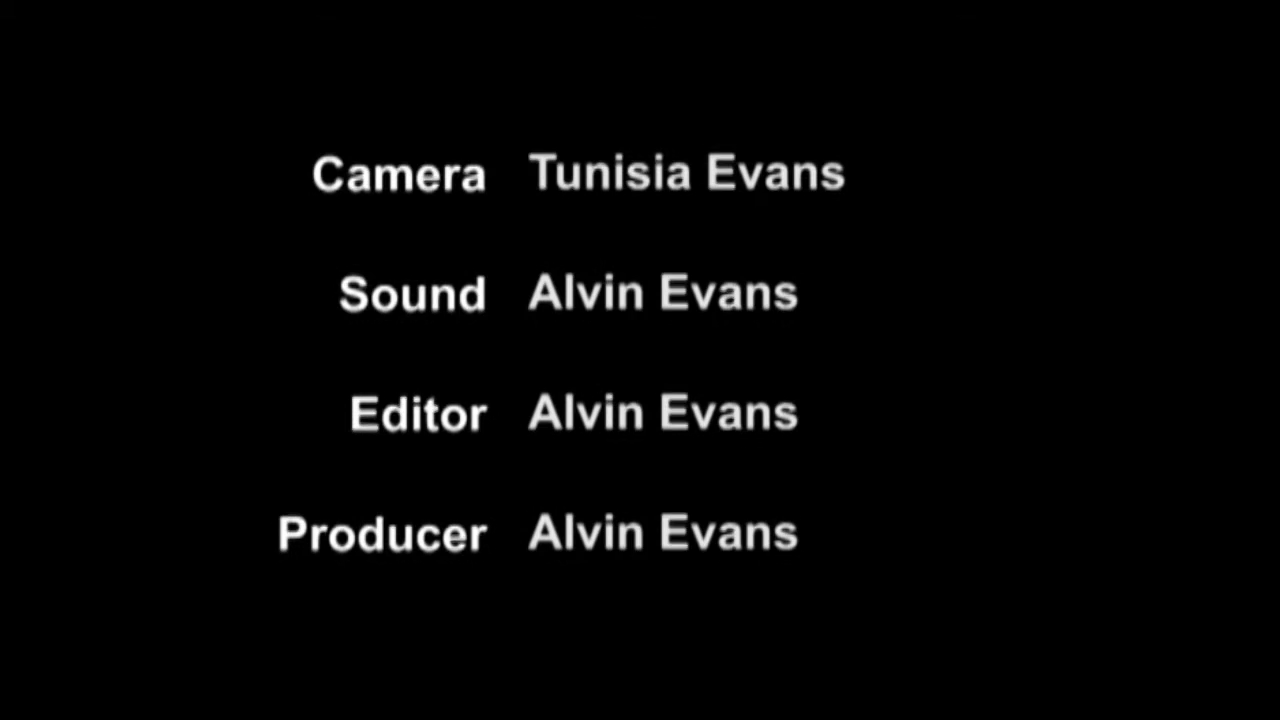 Camera Tunisia Evans
Sound Alvin Evans
Editor Alvin Evans
Producer Alvin Evans